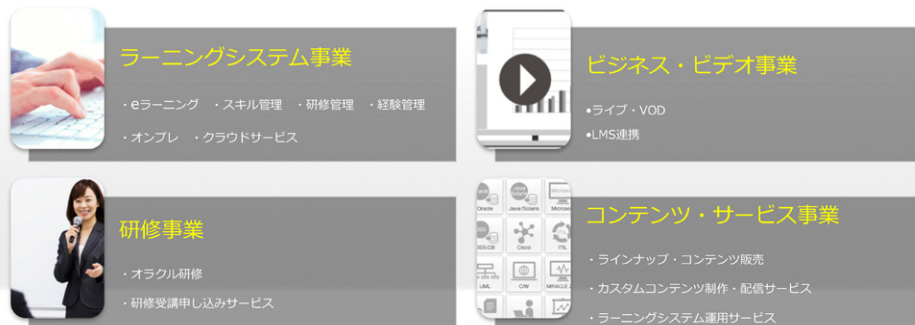 ラーニングシステム事業
・eラーニング ・スキル管理 ・研修管理 ・経験管理
・オンプレ ・クラウドサービス
ビジネス・ビデオ事業
•ライブ・VOD
•LMS連携
研修事業
・オラクル研修
・研修受講申し込みサービス
コンテンツ・サービス事業
・ラインナップ・コンテンツ販売
・カスタムコンテンツ制作・配信サービス
・ラーニングシステム運用サービス
Oracle
Java/Solaris
Cisco
ITIL
UML
CIW